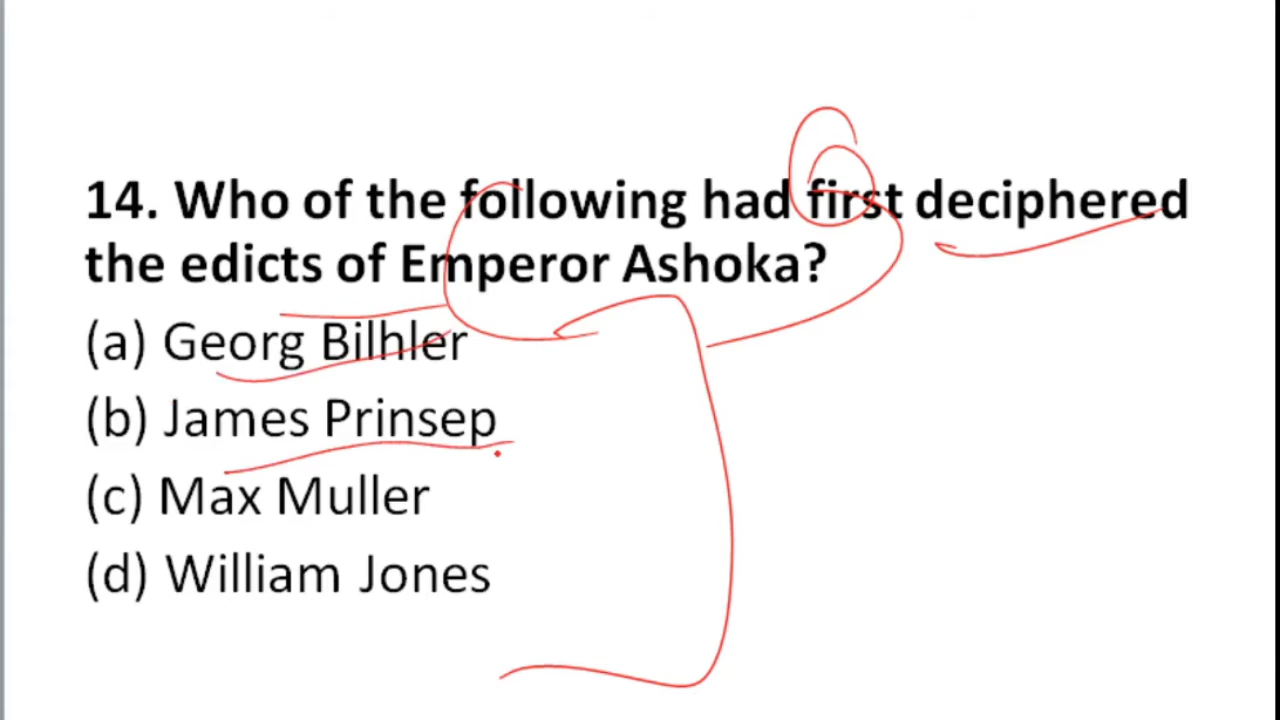 14. Who of the following had first deciphered
the edicts of Emperor Ashoka?
(a) Georg Bilhler
(b) James Prinsep
(c) Max Muller
(d) William Jones